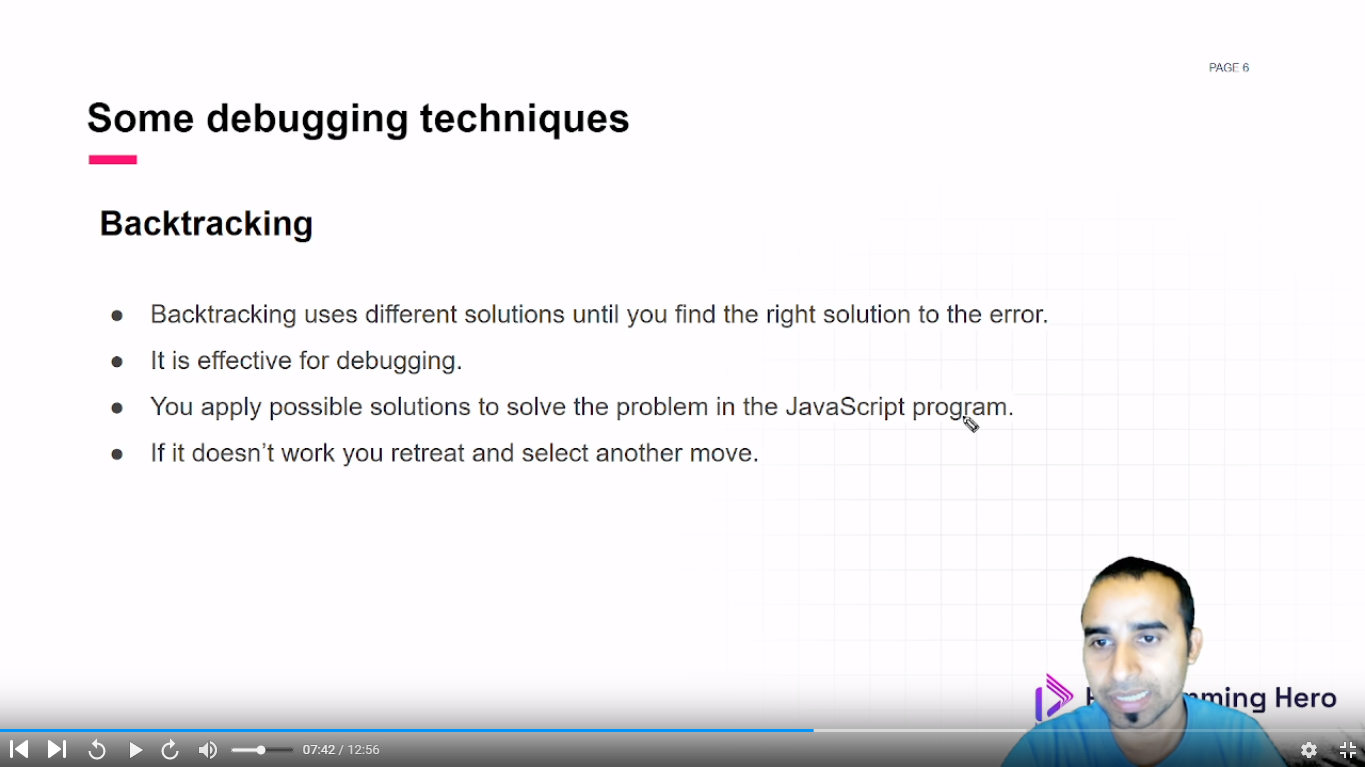 PAGE 6
Some debugging techniques
Backtracking
● Backtracking uses different solutions until you find the right solution to the error.
● It is effective for debugging.
● You apply possible solutions to solve the problem in the JavaScript program.
● If it doesn’t work you retreat and select another move.
mming Hero
07:42 / 12:56